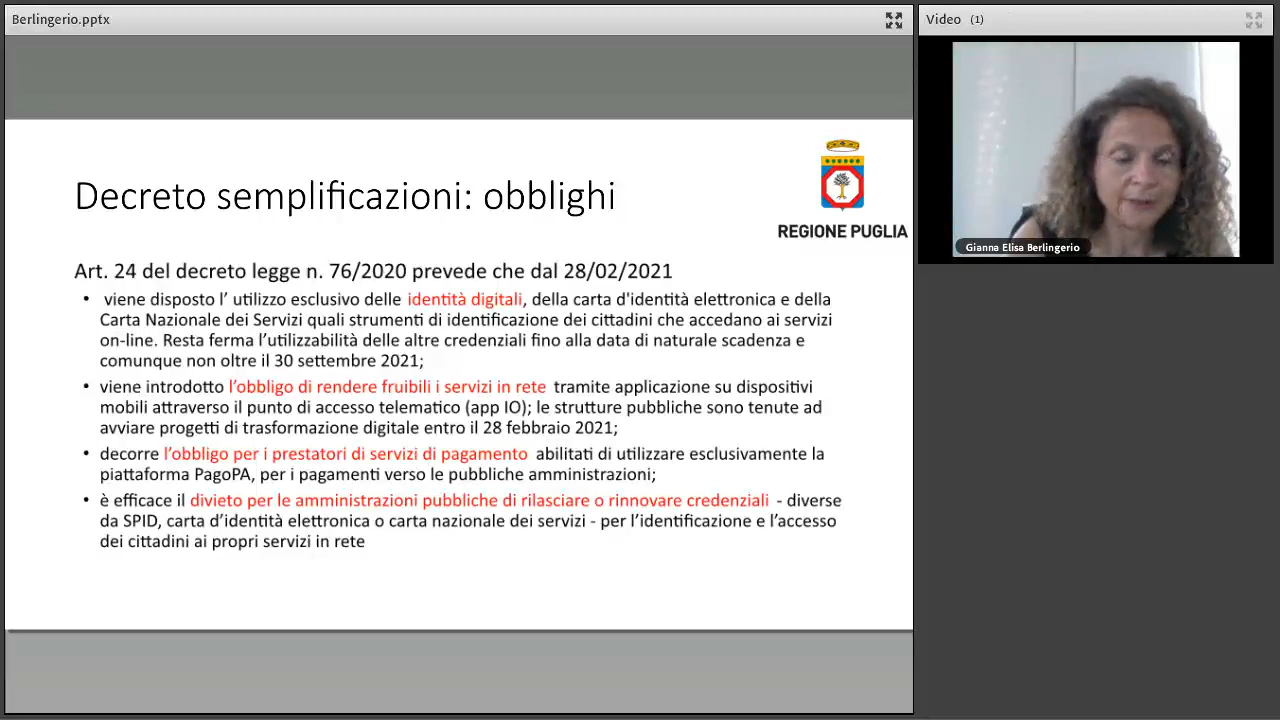 Berlingerio.pptx
Video (1)
Decreto semplificazioni: obblighi
REGIONE PUGLIA
Gianna Elisa Berlingerio
Art. 24 del decreto legge n. 76/2020 prevede che dal 28/02/2021
• viene disposto l’ utilizzo esclusivo delle identità digitali, della carta d'identità elettronica e della
Carta Nazionale dei Servizi quali strumenti di identificazione dei cittadini che accedano ai servizi
on-line. Resta ferma l’utilizzabilità delle altre credenziali fino alla data di naturale scadenza e
comunque non oltre il 30 settembre 2021;
• viene introdotto l’obbligo di rendere fruibili i servizi in rete tramite applicazione su dispositivi
mobili attraverso il punto di accesso telematico (app IO); le strutture pubbliche sono tenute ad
avviare progetti di trasformazione digitale entro il 28 febbraio 2021;
• decorre l’obbligo per i prestatori di servizi di pagamento abilitati di utilizzare esclusivamente la
piattaforma PagoPA, per i pagamenti verso le pubbliche amministrazioni;
• è efficace il divieto per le amministrazioni pubbliche di rilasciare o rinnovare credenziali - diverse
da SPID, carta d’identità elettronica o carta nazionale dei servizi - per l’identificazione e l’accesso
dei cittadini ai propri servizi in rete